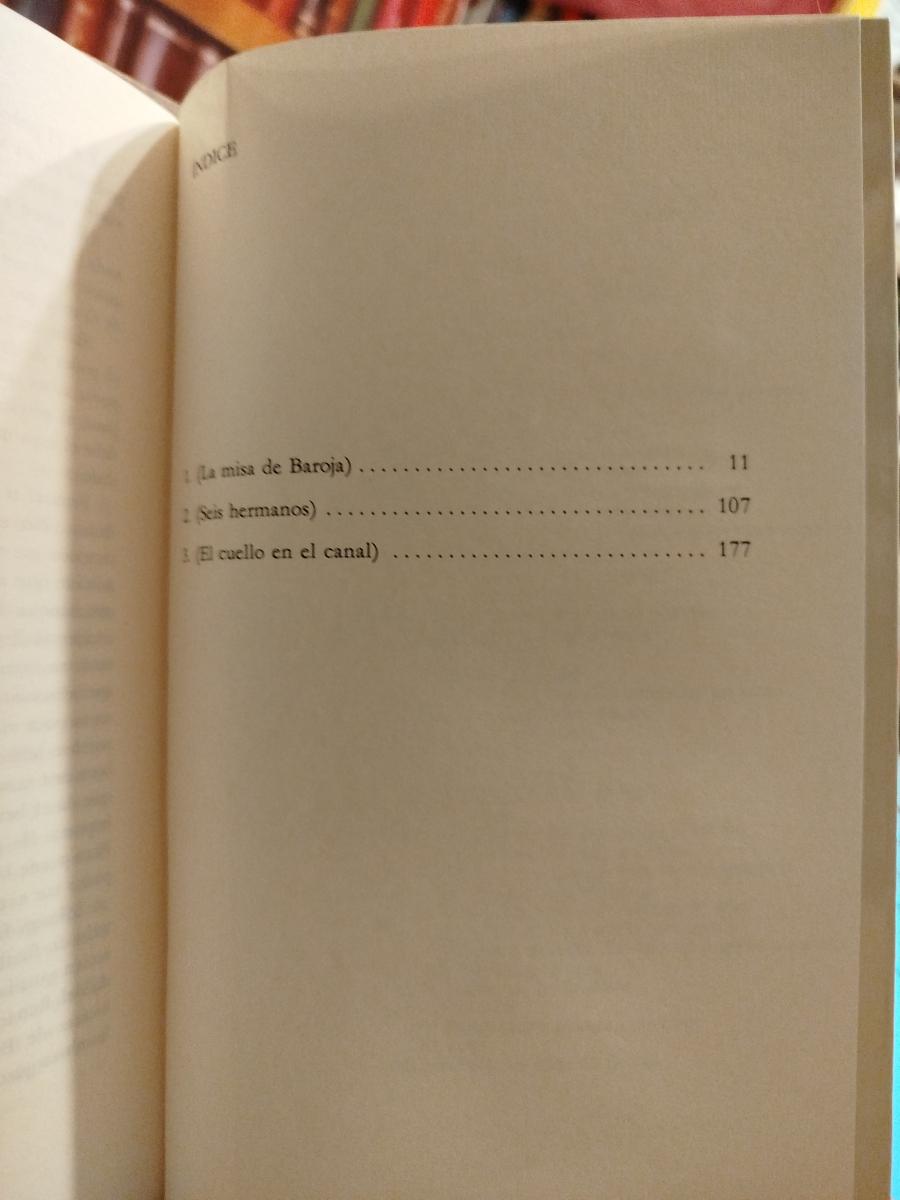 ÍNDICE
1. (La misa de Baroja) ................................ 11
2. (Seis hermanos) ................................... 107
3. (El cuello en el canal) ............................. 177